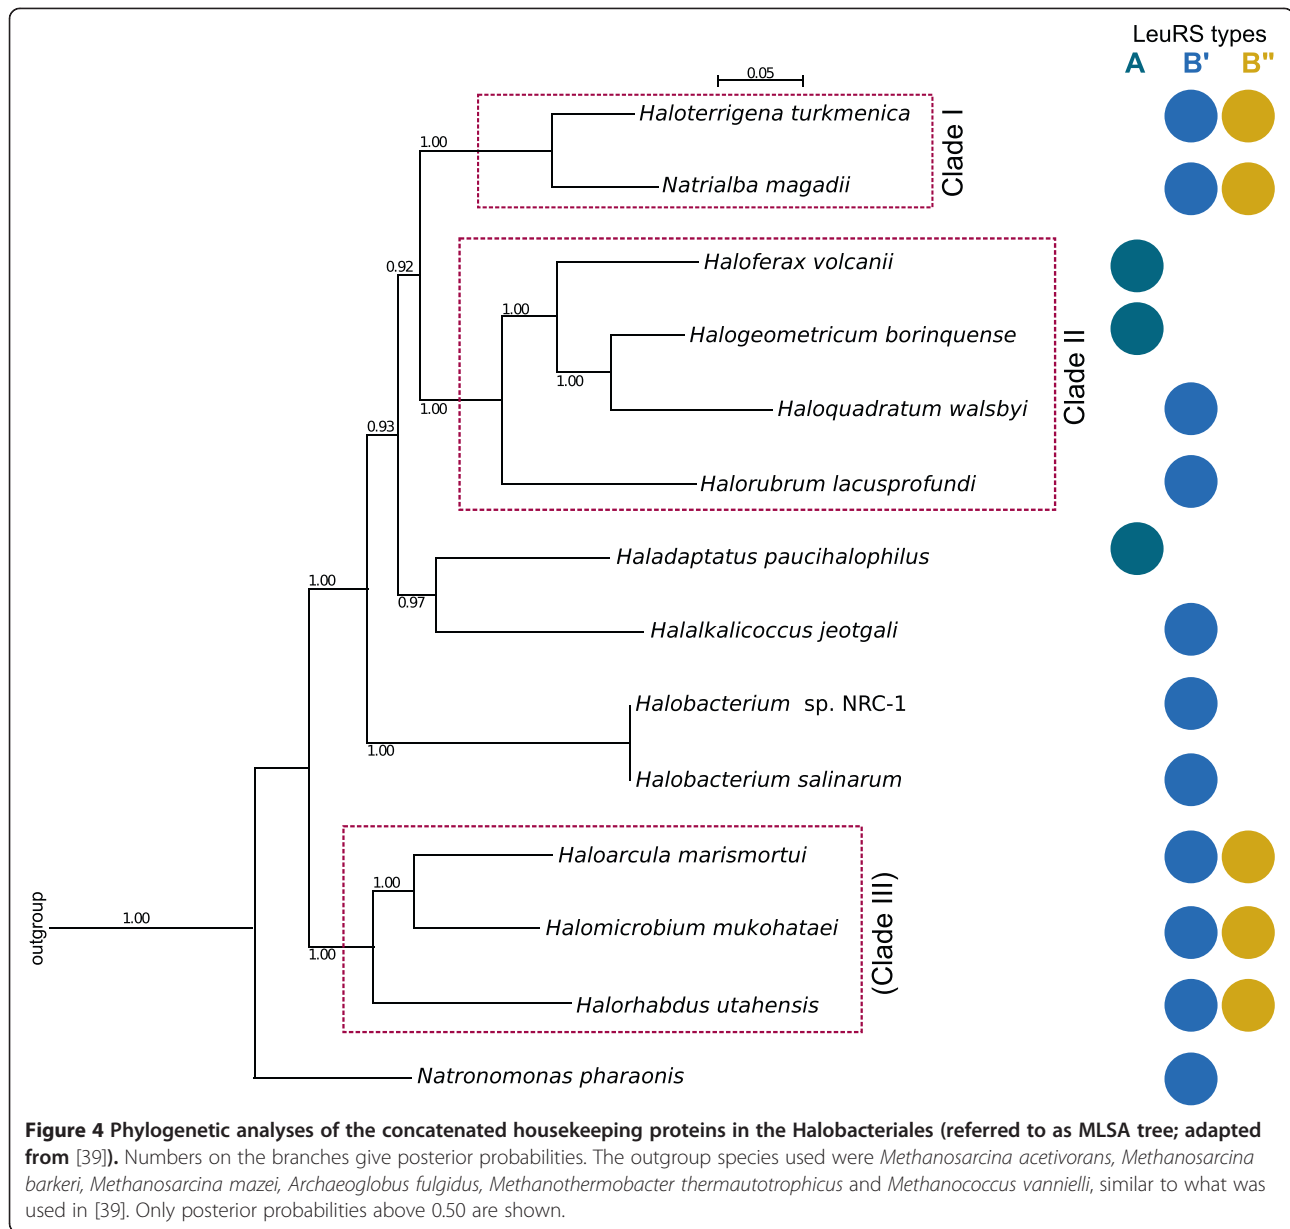 LeuRS types
A B' B"
0.05
Haloterrigena turkmenica
1.00
Clade I
Natrialba magadii
Haloferax volcanii
0.92
1.00
Halogeometricum borinquense
Clade II
1.00
1.00
Haloquadratum walsbyi
0.93
Halorubrum lacusprofundi
Haladaptatus paucihalophilus
1.00
0.97
Halalkalicoccus jeotgali
Halobacterium sp. NRC-1
1.00
Halobacterium salinarum
Haloarcula marismortui
1.00
(Clade III)
outgroup
1.00
Halomicrobium mukohataei
1.00
Halorhabdus utahensis
Natronomonas pharaonis
Figure 4 Phylogenetic analyses of the concatenated housekeeping proteins in the Halobacteriales (referred to as MLSA tree; adapted
from [39]). Numbers on the branches give posterior probabilities. The outgroup species used were Methanosarcina acetivorans, Methanosarcina
barkeri, Methanosarcina mazei, Archaeoglobus fulgidus, Methanothermobacter thermautotrophicus and Methanococcus vannielli, similar to what was
used in [39]. Only posterior probabilities above 0.50 are shown.